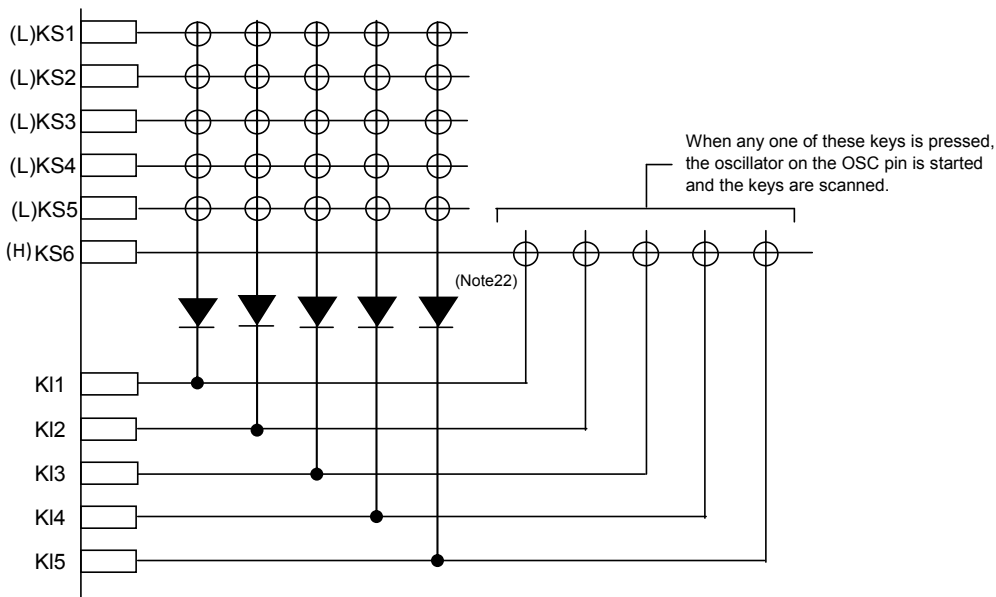 (L)KS1
(L)KS2
(L)KS3
(L)KS4
(L)KS5
(H)KS6
When any one of these keys is pressed,
the oscillator on the OSC pin is started
and the keys are scanned.
(Note22)
KI1
KI2
KI3
KI4
KI5